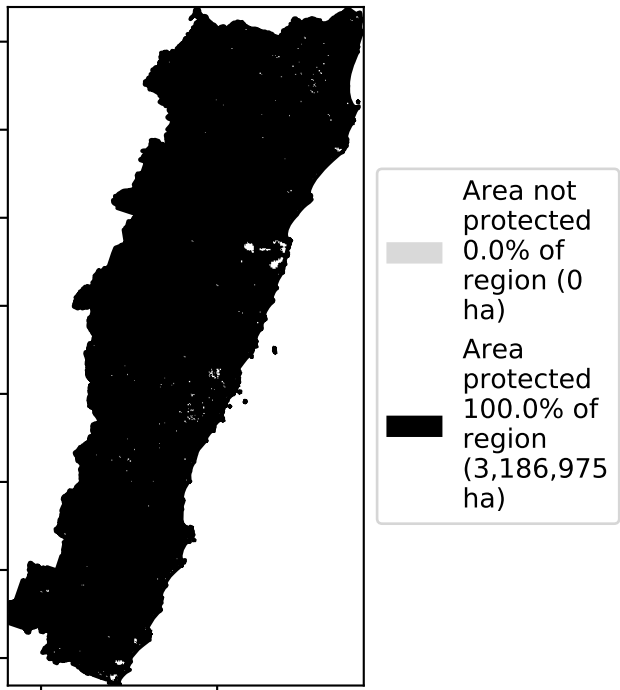 Area not
protected
0.0% of
region (0
ha)
Area
protected
100.0% of
region
(3,186,975
ha)